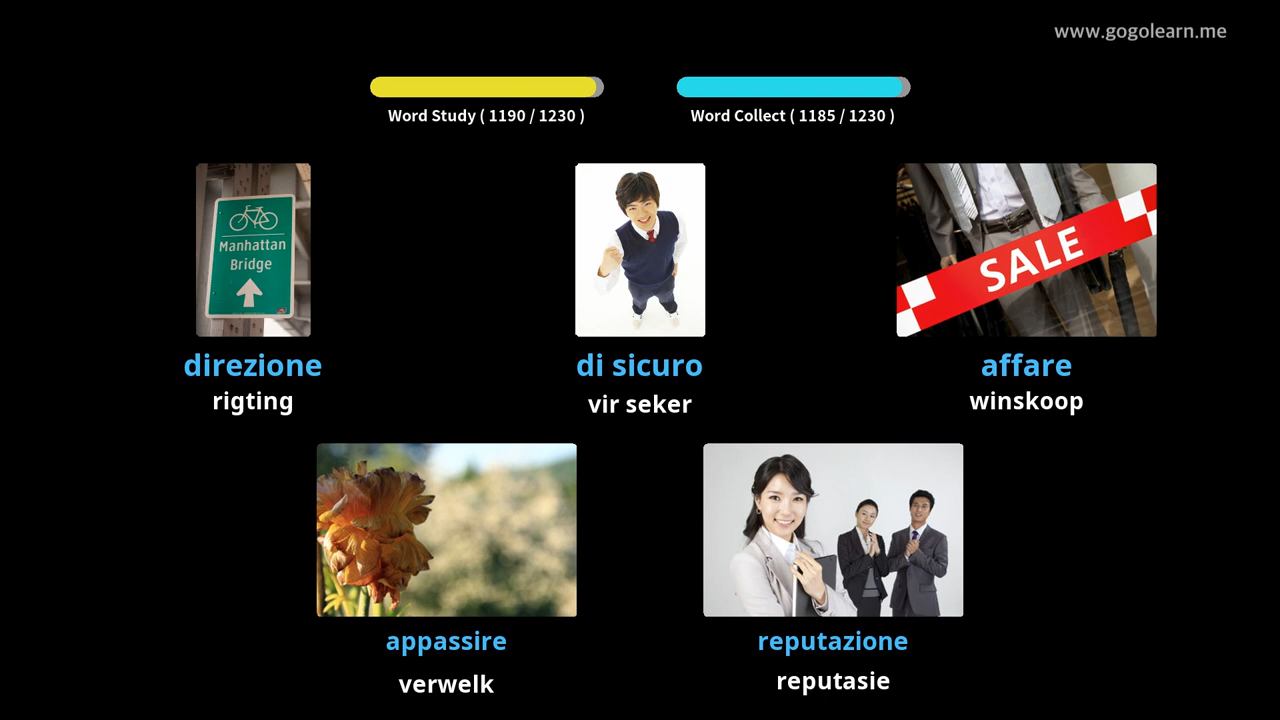 www.gogolearn.me
Word Study ( 1190 / 1230 )
Word Collect ( 1185 / 1230 )
Manhattan
Bridge
SALE
direzione
rigting
di sicuro
vir seker
affare
winskoop
appassire
verwelk
reputazione
reputasie